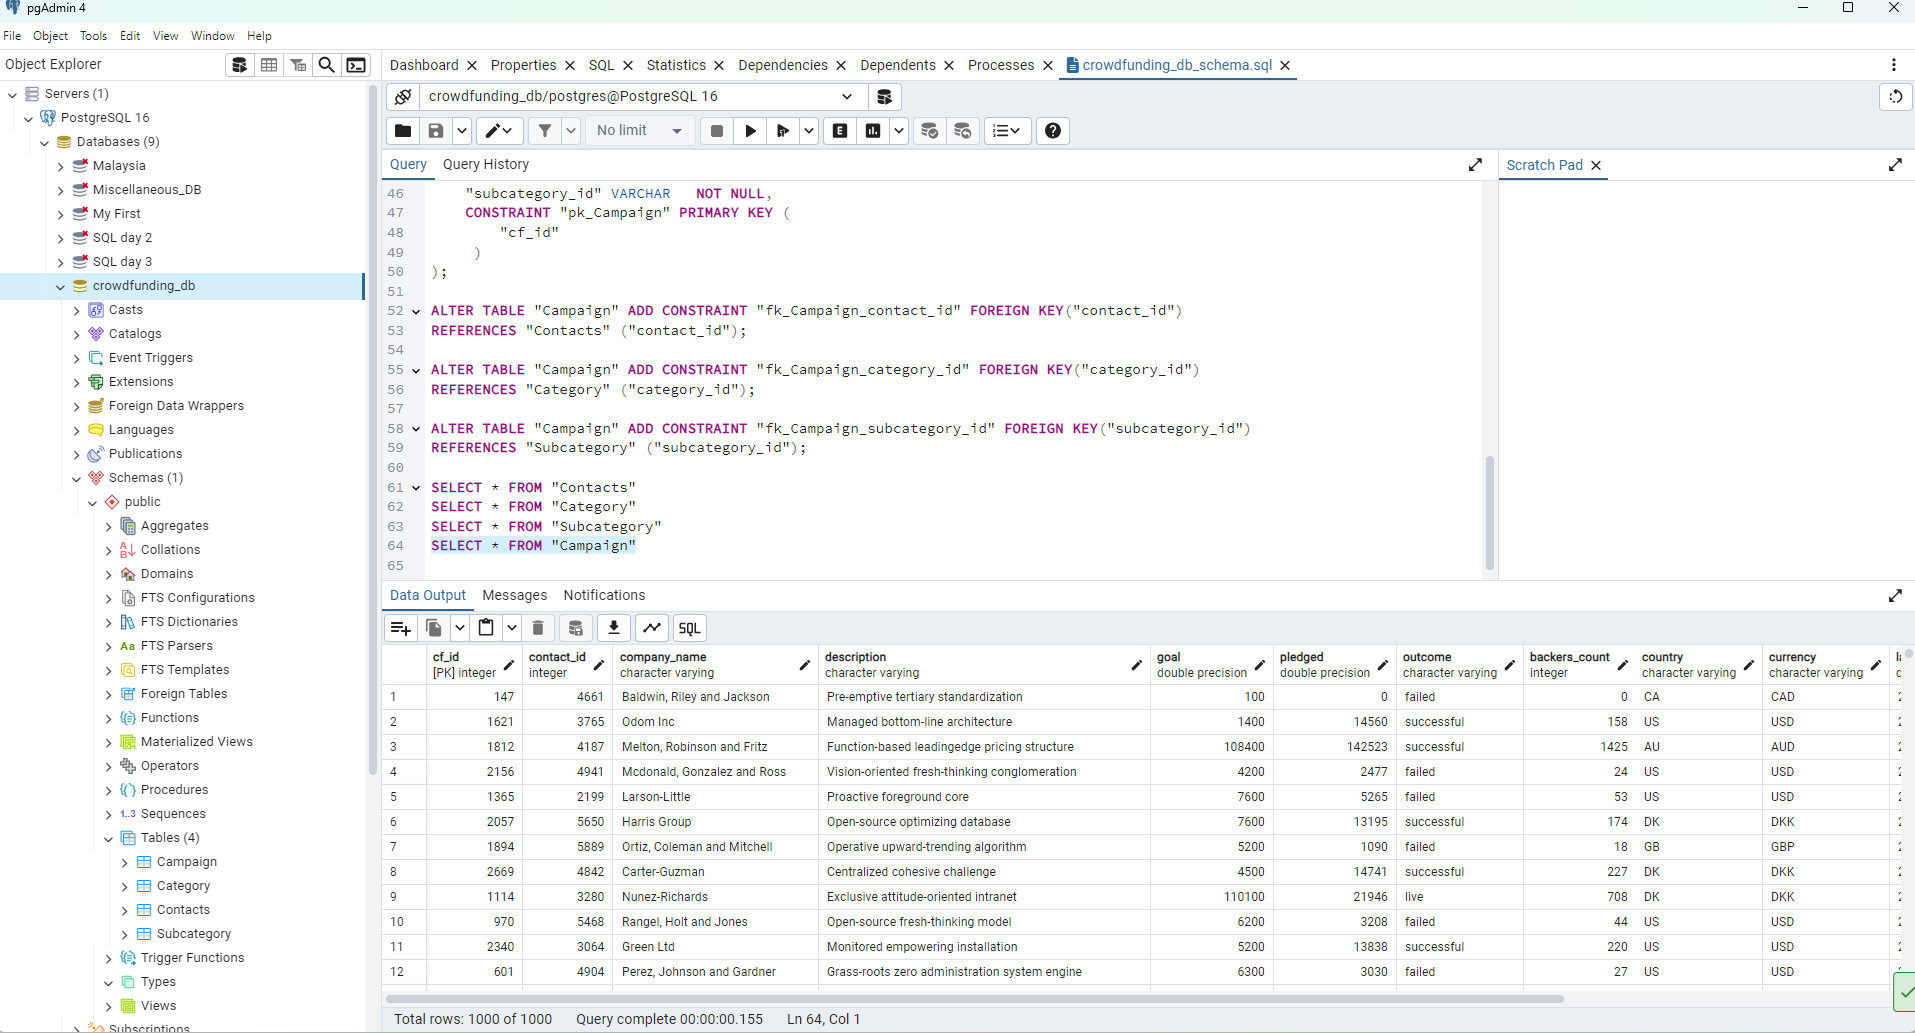 pgAdmin 4
File Object Tools Edit View Window Help
Object Explorer
Servers (1)
PostgreSQL 16
Databases (9)
Malaysia
Miscellaneous_DB
My First
SQL day 2
SQL day 3
crowdfunding_db
Casts
Catalogs
Event Triggers
Extensions
Foreign Data Wrappers
Languages
Publications
Schemas (1)
public
Aggregates
Collations
Domains
FTS Configurations
FTS Dictionaries
FTS Parsers
FTS Templates
Foreign Tables
Functions
Materialized Views
Operators
Procedures
1..3 Sequences
Tables (4)
Campaign
Category
Contacts
Subcategory
Trigger Functions
Types
Views
Subscriptions
Dashboard Properties SQL Statistics Dependencies Dependents Processes crowdfunding_db_schema.sql
crowdfunding_db/postgres@PostgreSQL 16
No limit E
Query Query History
Scratch Pad
46 "subcategory_id" VARCHAR NOT NULL,
47 CONSTRAINT "pk_Campaign" PRIMARY KEY (
48 "cf_id"
49 )
50 );
51
52 ALTER TABLE "Campaign" ADD CONSTRAINT "fk_Campaign_contact_id" FOREIGN KEY("contact_id")
53 REFERENCES "Contacts" ("contact_id");
54
55 ALTER TABLE "Campaign" ADD CONSTRAINT "fk_Campaign_category_id" FOREIGN KEY("category_id")
56 REFERENCES "Category" ("category_id");
57
58 ALTER TABLE "Campaign" ADD CONSTRAINT "fk_Campaign_subcategory_id" FOREIGN KEY("subcategory_id")
59 REFERENCES "Subcategory" ("subcategory_id");
60
61 SELECT * FROM "Contacts"
62 SELECT * FROM "Category"
63 SELECT * FROM "Subcategory"
64 SELECT * FROM "Campaign"
65
Data Output Messages Notifications
SQL
cf_id contact_id company_name description goal pledged outcome backers_count country currency
[PK] integer integer character varying character varying double precision double precision character varying integer character varying character varying
1 147 4661 Baldwin, Riley and Jackson Pre-emptive tertiary standardization 100 0 failed 0 CA CAD
2 1621 3765 Odom Inc Managed bottom-line architecture 1400 14560 successful 158 US USD
3 1812 4187 Melton, Robinson and Fritz Function-based leadingedge pricing structure 108400 142523 successful 1425 AU AUD
4 2156 4941 Mcdonald, Gonzalez and Ross Vision-oriented fresh-thinking conglomeration 4200 2477 failed 24 US USD
5 1365 2199 Larson-Little Proactive foreground core 7600 5265 failed 53 US USD
6 2057 5650 Harris Group Open-source optimizing database 7600 13195 successful 174 DK DKK
7 1894 5889 Ortiz, Coleman and Mitchell Operative upward-trending algorithm 5200 1090 failed 18 GB GBP
8 2669 4842 Carter-Guzman Centralized cohesive challenge 4500 14741 successful 227 DK DKK
9 1114 3280 Nunez-Richards Exclusive attitude-oriented intranet 110100 21946 live 708 DK DKK
10 970 5468 Rangel, Holt and Jones Open-source fresh-thinking model 6200 3208 failed 44 US USD
11 2340 3064 Green Ltd Monitored empowering installation 5200 13838 successful 220 US USD
12 601 4904 Perez, Johnson and Gardner Grass-roots zero administration system engine 6300 3030 failed 27 US USD
Total rows: 1000 of 1000 Query complete 00:00:00.155 Ln 64, Col 1